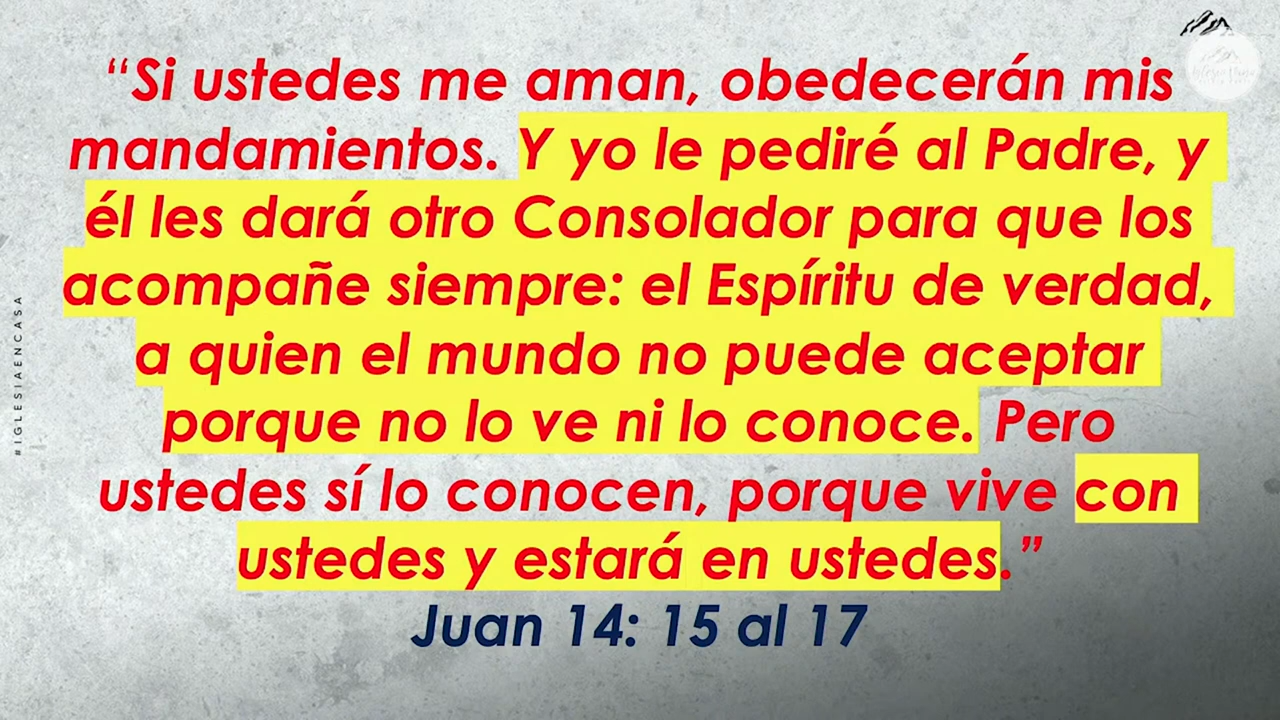 “Si ustedes me aman, obedecerán mis
mandamientos. Y yo le pediré al Padre, y
él les dará otro Consolador para que los
acompañe siempre: el Espíritu de verdad,
a quien el mundo no puede aceptar
porque no lo ve ni lo conoce. Pero
ustedes sí lo conocen, porque vive con
ustedes y estará en ustedes.”
Juan 14: 15 al 17
#IGLESIAENCASA